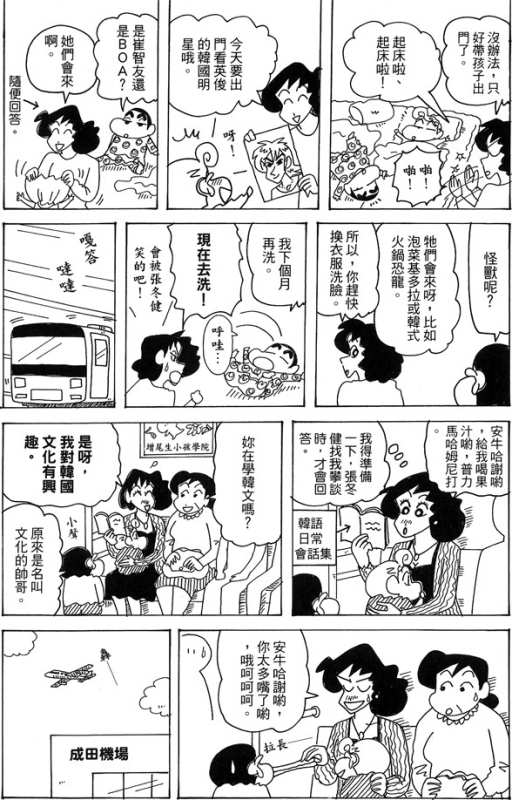 沒辦法,只
好帶孩子出
門了。
起床啦、
起床啦!
啪!
啪!
今天要出
門看英俊
的韓國明
星哦。
呀!
是崔智友還
是BOA?
她們會來
啊。
隨便回答。
怪獸呢?
牠們會來呀,比如
泡菜基多拉或韓式
火鍋恐龍。
所以,你趕快
換衣服洗臉。
我下個月
再洗。
現在去洗!
呼哇…
會被張冬健
笑的吧!
嘎答
噠噠
安牛哈謝喲
,給我喝果
汁喲,普力
馬哈姆尼打
。
我得準備
一下,張冬
健找我攀談
時,才會回
答。
韓語
日常
會話集
增尾生小孩學院
妳在學韓文嗎?
是呀,
我對韓國
文化有興
趣。
小聲
原來是名叫
文化的帥哥。
安牛哈謝喲,
你太多嘴了喲
,哦呵呵呵。
拉長
成田機場